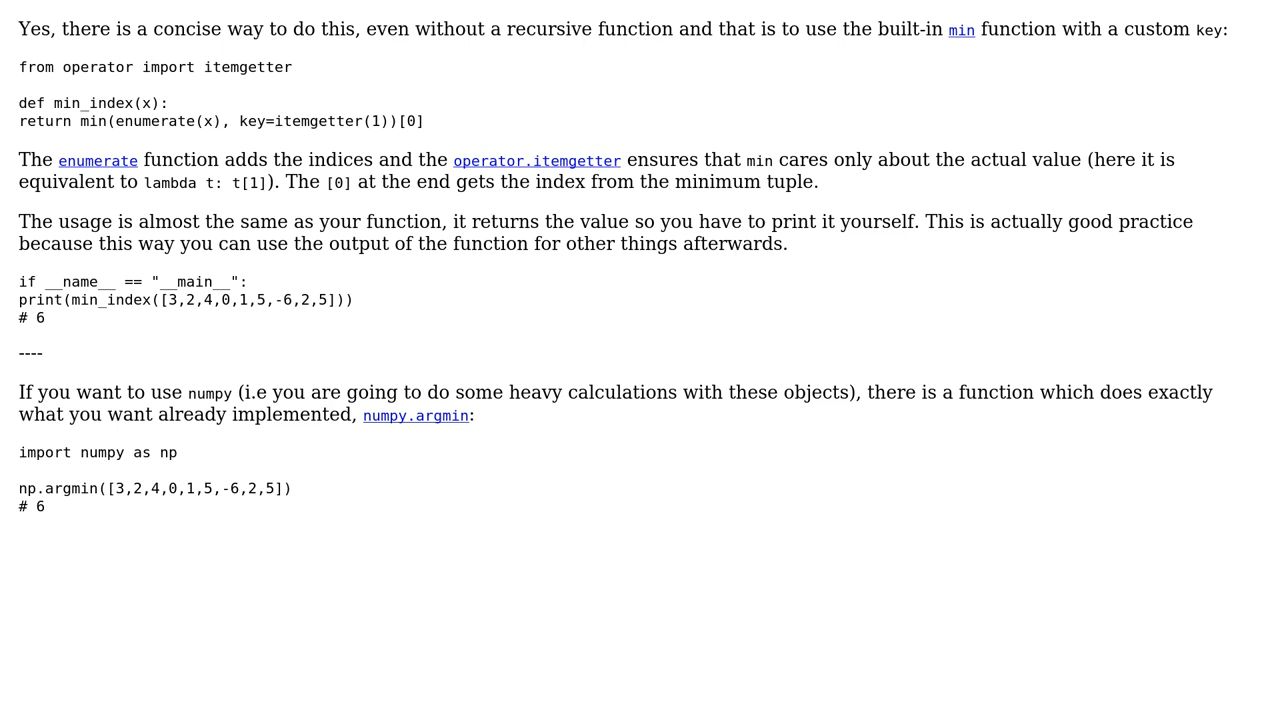 Yes, there is a concise way to do this, even without a recursive function and that is to use the built-in min function with a custom key:
from operator import itemgetter
def min_index(x):
return min(enumerate(x), key=itemgetter(1))[0]
The enumerate function adds the indices and the operator.itemgetter ensures that min cares only about the actual value (here it is
equivalent to lambda t: t[1]). The [0] at the end gets the index from the minimum tuple.
The usage is almost the same as your function, it returns the value so you have to print it yourself. This is actually good practice
because this way you can use the output of the function for other things afterwards.
if __name__ == "__main__":
print(min_index([3,2,4,0,1,5,-6,2,5]))
# 6
----
If you want to use numpy (i.e you are going to do some heavy calculations with these objects), there is a function which does exactly
what you want already implemented, numpy.argmin:
import numpy as np
np.argmin([3,2,4,0,1,5,-6,2,5])
# 6